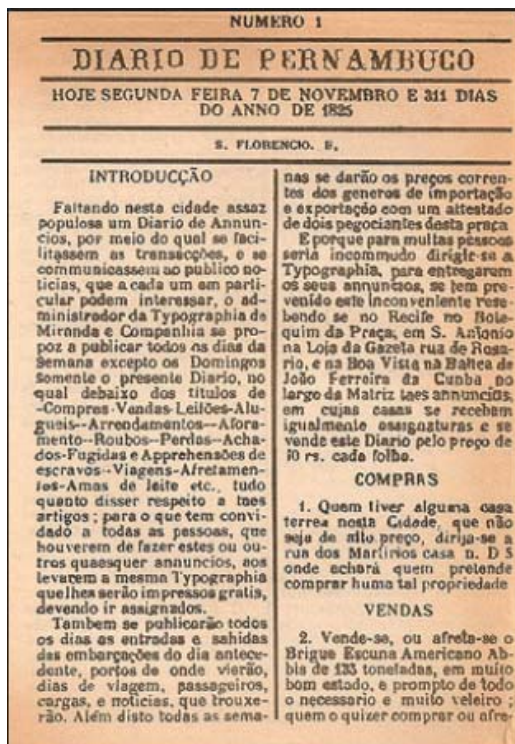 NUMERO 1
DIARIO DE PERNAMBUCO
HOJE SEGUNDA FEIRA 7 DE NOVEMBRO E 311 DIAS
DO ANNO DE 1825
S. FLORENCIO. B.
INTRODUCÇÃO
Faltando nesta cidade assaz
populosa um Diario de Annun-
cios, por meio do qual se faci-
litassem as transacções, e se
communicassem ao publico no-
ticias, que a cada um em parti-
cular podem interessar, o ad-
ministrador da Typographia de
Miranda e Companhia se pro-
poz a publicar todos os dias da
Semana excepto os Domingos
somente o presente Diario, no
qual debaixo dos titulos de
-Compras-Vendas-Leilões-Alu-
gueis--Arrendamentos--Afora-
mento--Roubos-Perdas-Acha-
dos-Fugidas e Apprehensões de
escravos--Viagens-Afretamen-
tos-Amas de leite etc., tudo
quanto disser respeito a taes
artigos; para o que tem convi-
dado a todas as pessoas, que
houverem de fazer estes ou ou-
tros quaesquer annuncios, aos
levarem a mesma Typographia
que lhes serão impressos gratis,
devendo ir assignados.
Tambem se publicarão todos
os dias as entradas e sahidas
das embarcações do dia antece-
dente, portos de onde vierão,
dias de viagem, passageiros,
cargas, e noticias, que trouxe-
rão. Além disto todas as sema-
nas se darão os preços corren-
tes dos generos de importação
e exportação com um attestado
de dois pegociantes desta praça
E porque para muitas pessoas
seria incommudo dirigir-se a
Typographia, para entregarem
os seus annuncios, se tem pre-
venido este inconveniente rese-
bendo se no Recife no Bote-
quim da Praça, em S. Antonio
na Loja da Gazeta rua de Rosa-
rio, e na Boa Vista na Botica de
João Ferreira da Cunha no
largo da Matriz taes annuncios,
em cujas casas se recebam
igualmente assignaturas e se
vende este Diario pelo preço de
10 rs. cada folha.
COMPRAS
1. Quem tiver alguma casa
terrea nesta Cidade, que não
seja de alto preço, dirija-se a
rua dos Martirios casa n. D 5
onde achará quem pretende
comprar huma tal propriedade
VENDAS
2. Vende-se, ou afreta-se o
Brigue Escuna Americano Ab-
bis de 133 toneladas, em muito
bom estado, e prompto de todo
o necessario e muito veleiro;
quem o quizer comprar ou afre-